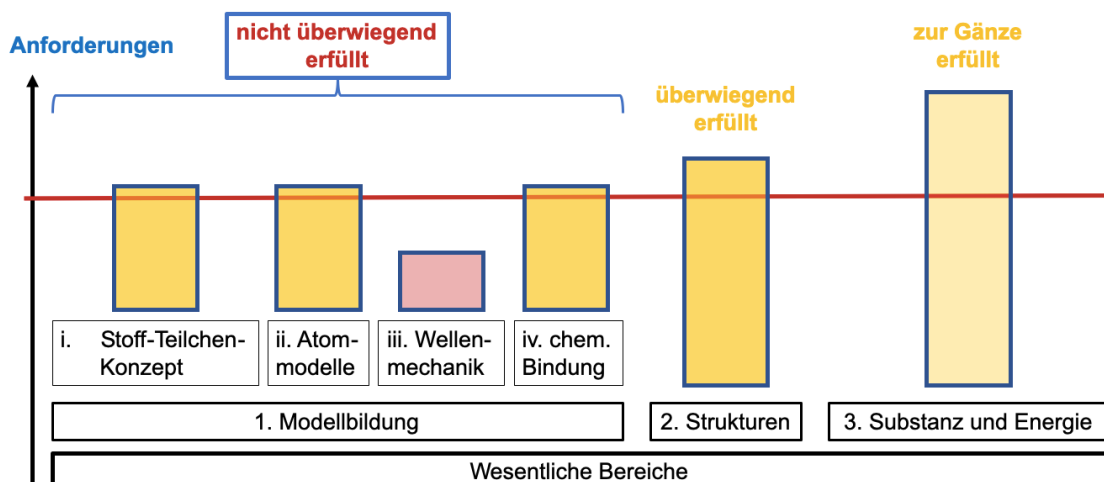 Anforderungen
nicht überwiegend
erfüllt
überwiegend
erfüllt
zur Gänze
erfüllt
i. Stoff-Teilchen-
Konzept
ii. Atom-
modelle
iii. Wellen-
mechanik
iv. chem.
Bindung
1. Modellbildung
2. Strukturen
3. Substanz und Energie
Wesentliche Bereiche